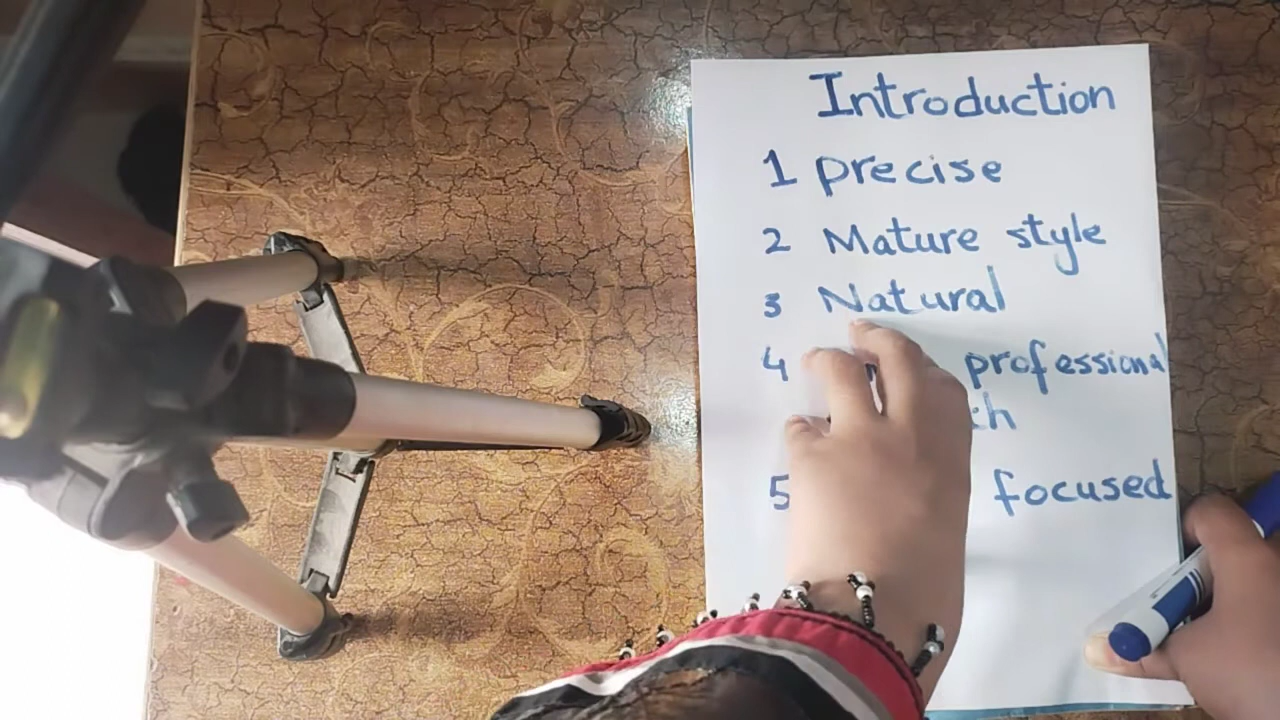 Introduction
1 precise
2 Mature style
3 Natural
4 professional
5 focused